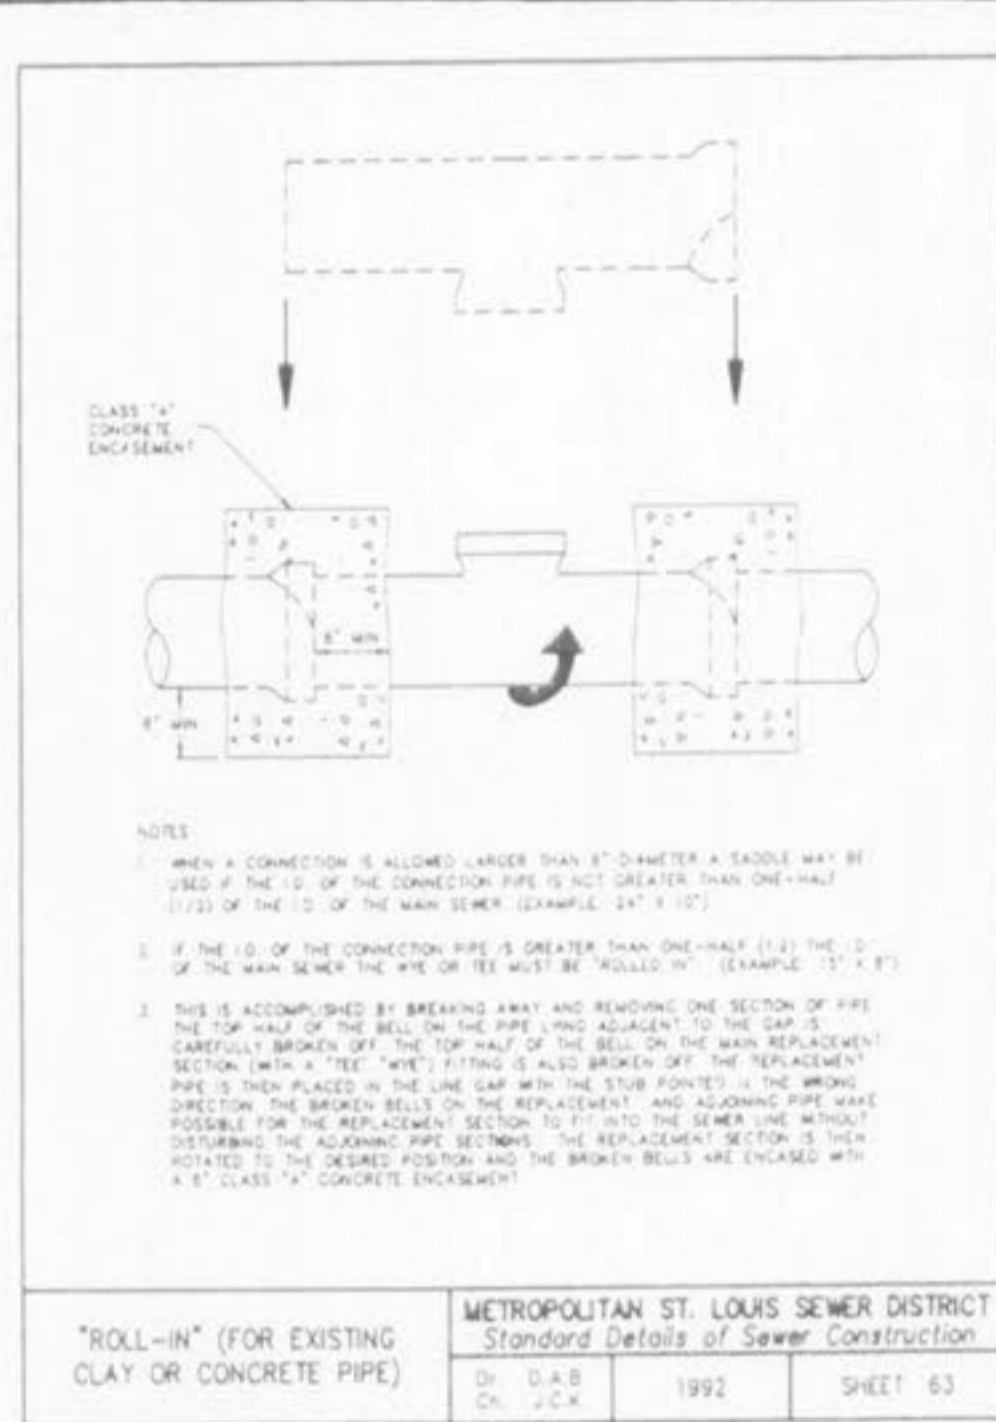 CLASS "A"
CONCRETE
ENCASEMENT
6" MIN
6" MIN
NOTES
1. WHEN A CONNECTION IS ALLOWED LARGER THAN 6" DIAMETER A SADDLE MAY BE
USED IF THE I.D. OF THE CONNECTION PIPE IS NOT GREATER THAN ONE-HALF
(1/2) OF THE I.D. OF THE MAIN SEWER (EXAMPLE: 24" X 10")
2. IF THE I.D. OF THE CONNECTION PIPE IS GREATER THAN ONE-HALF (1/2) THE I.D.
OF THE MAIN SEWER THE WYE OR TEE MUST BE "ROLLED IN" (EXAMPLE: 15" X 8")
3. THIS IS ACCOMPLISHED BY BREAKING AWAY AND REMOVING ONE SECTION OF PIPE
THE TOP HALF OF THE BELL ON THE PIPE LYING ADJACENT TO THE GAP IS
CAREFULLY BROKEN OFF. THE TOP HALF OF THE BELL ON THE MAIN REPLACEMENT
SECTION (WITH A "TEE" "WYE") FITTING IS ALSO BROKEN OFF. THE REPLACEMENT
PIPE IS THEN PLACED IN THE LINE GAP WITH THE STUB POINTED IN THE WRONG
DIRECTION. THE BROKEN BELLS ON THE REPLACEMENT AND ADJOINING PIPE MAKE
POSSIBLE FOR THE REPLACEMENT SECTION TO FIT INTO THE SEWER LINE WITHOUT
DISTURBING THE ADJOINING PIPE SECTIONS. THE REPLACEMENT SECTION IS THEN
ROTATED TO THE DESIRED POSITION AND THE BROKEN BELLS ARE ENCASED WITH
A 6" CLASS "A" CONCRETE ENCASEMENT
"ROLL-IN" (FOR EXISTING
CLAY OR CONCRETE PIPE)
METROPOLITAN ST. LOUIS SEWER DISTRICT
Standard Details of Sewer Construction
Dr. D.A.B
Ch. J.C.K
1992
SHEET 63